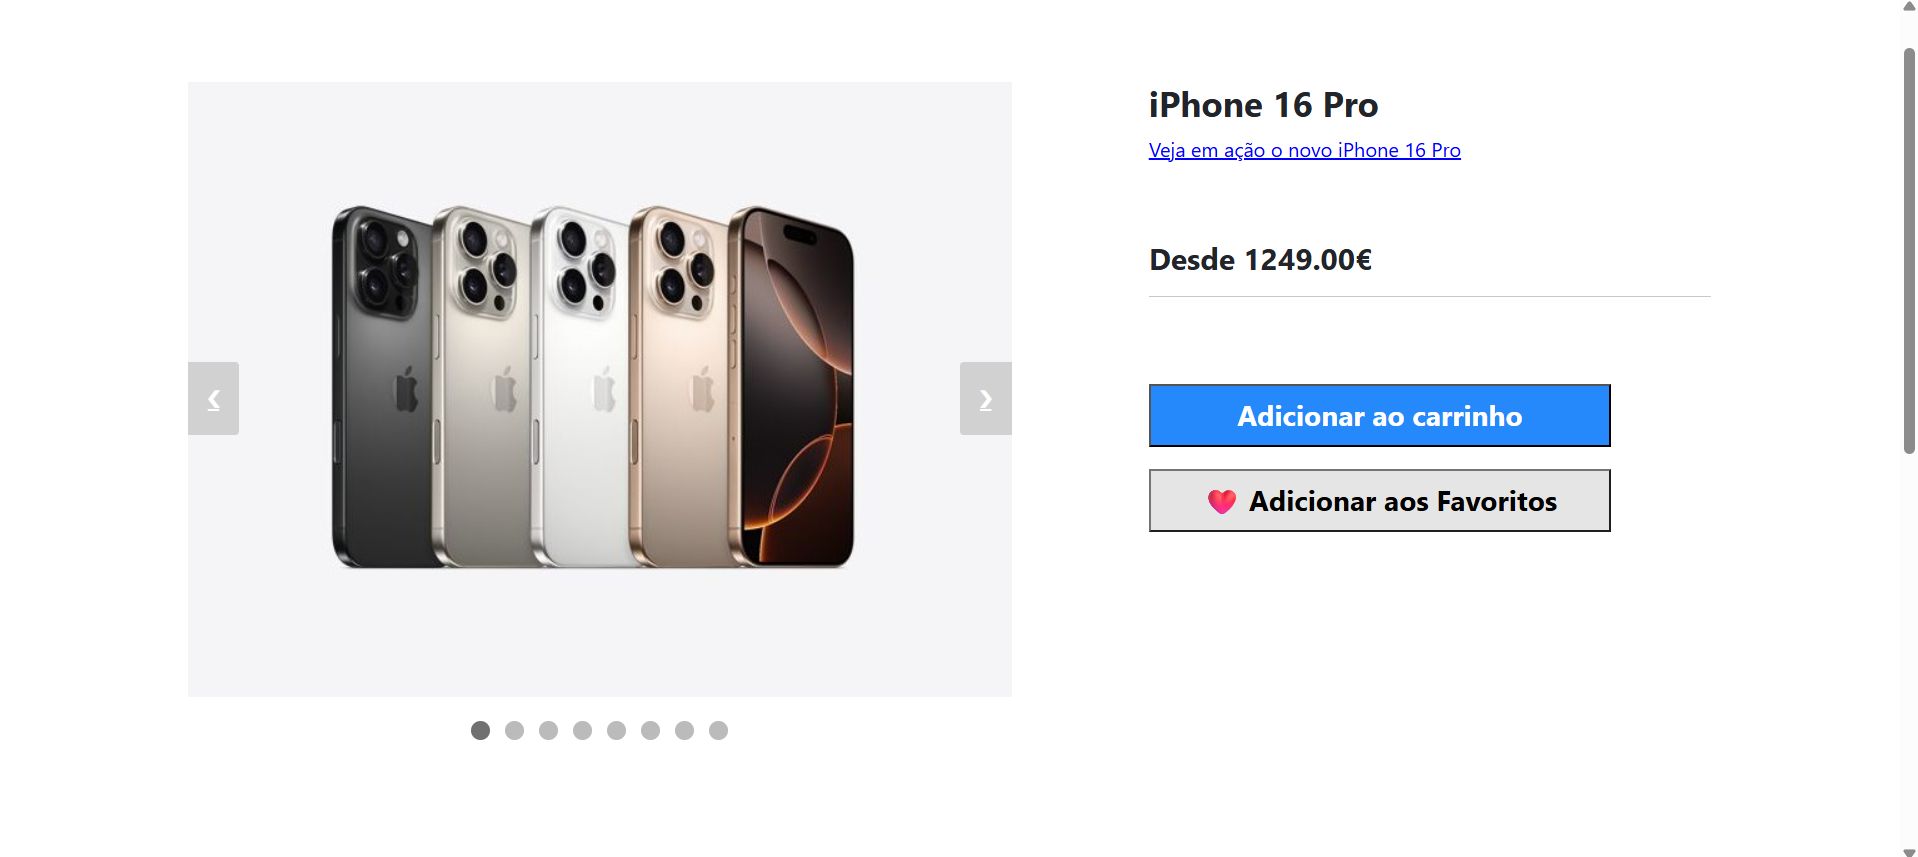 iPhone 16 Pro
Veja em ação o novo iPhone 16 Pro
Desde 1249.00€
Adicionar ao carrinho
❤️ Adicionar aos Favoritos